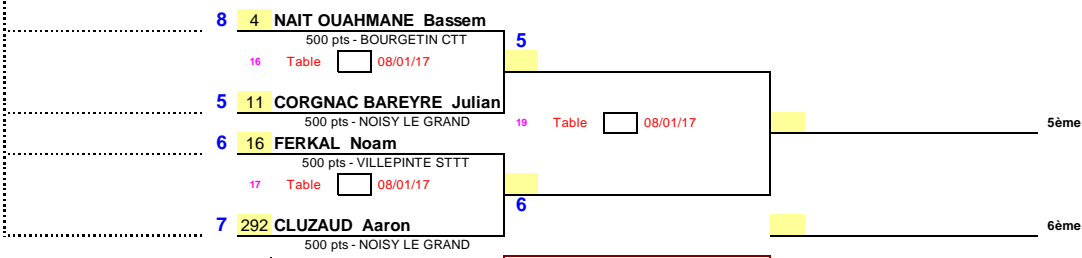 8 4 NAIT OUAHMANE Bassem
500 pts - BOURGETIN CTT
5
16 Table 08/01/17
5 11 CORGNAC BAREYRE Julian
500 pts - NOISY LE GRAND
19 Table 08/01/17
5ème
6 16 FERKAL Noam
500 pts - VILLEPINTE STTT
17 Table 08/01/17
6
7 292 CLUZAUD Aaron
6ème
500 pts - NOISY LE GRAND